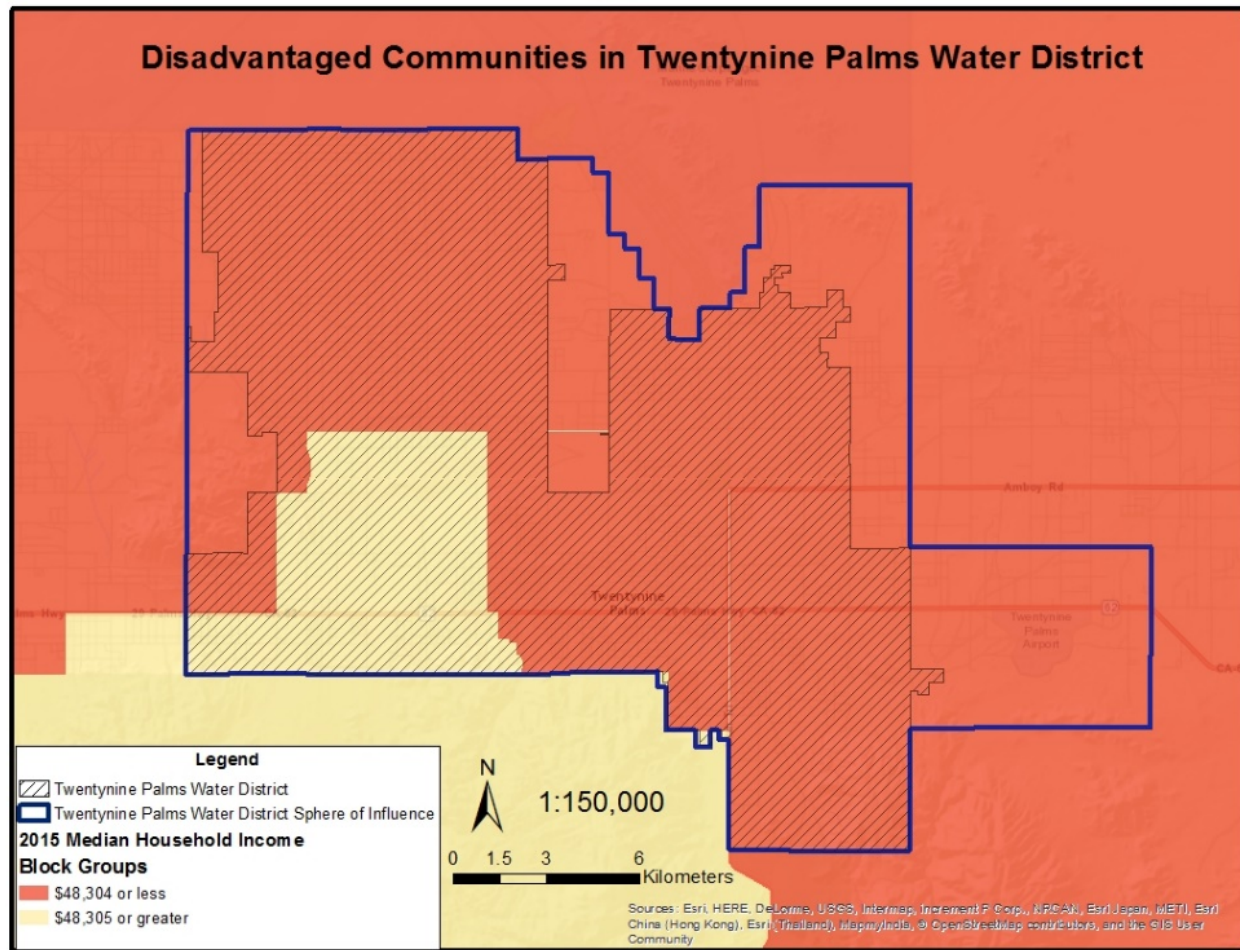 Disadvantaged Communities in Twentynine Palms Water District
Twentynine Palms
Amboy Rd
Twentynine
Palms
Twentynine
Palms
Airport
Legend
Twentynine Palms Water District
Twentynine Palms Water District Sphere of Influence
2015 Median Household Income
Block Groups
$48,304 or less
$48,305 or greater
N
1:150,000
0 1.5 3 6
Kilometers
Sources: Esri, HERE, DeLorme, USGS, Intermap, Increment P Corp., NRCAN, Esri Japan, METI, Esri
China (Hong Kong), Esri (Thailand), MapmyIndia, © OpenStreetMap contributors, and the GIS User
Community